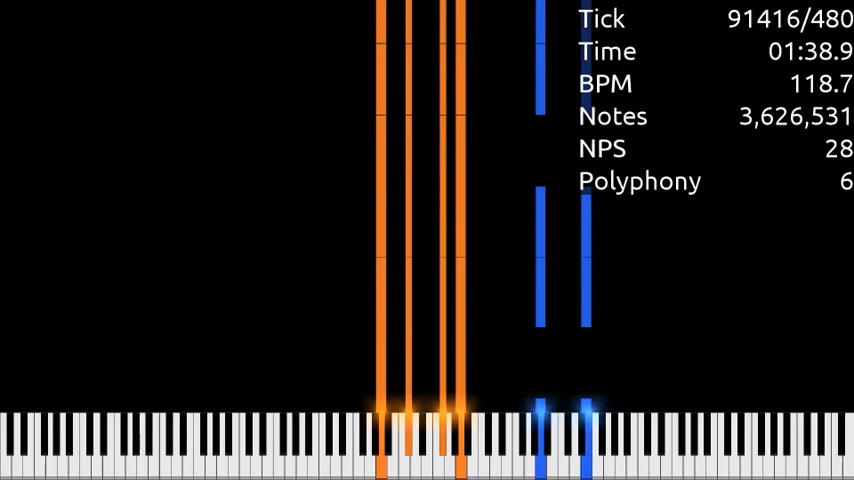 Tick 91416/480
Time 01:38.9
BPM 118.7
Notes 3,626,531
NPS 28
Polyphony 6